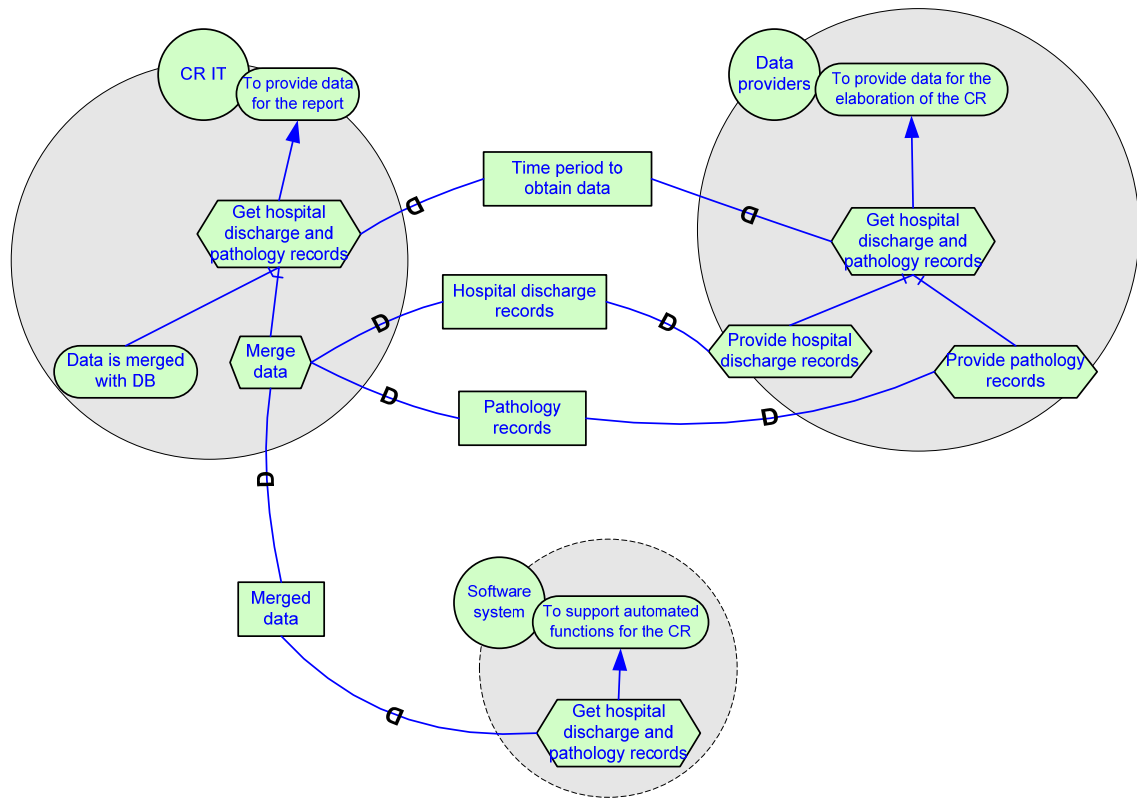 CR IT
To provide data
for the report
Data
providers
To provide data for the
elaboration of the CR
Time period to
obtain data
Get hospital
discharge and
pathology records
Get hospital
discharge and
pathology records
D
D
Hospital discharge
records
D
D
Provide hospital
discharge records
Data is merged
with DB
Merge
data
Provide pathology
records
Pathology
records
D
D
D
Merged
data
Software
system
To support automated
functions for the CR
Get hospital
discharge and
pathology records
D